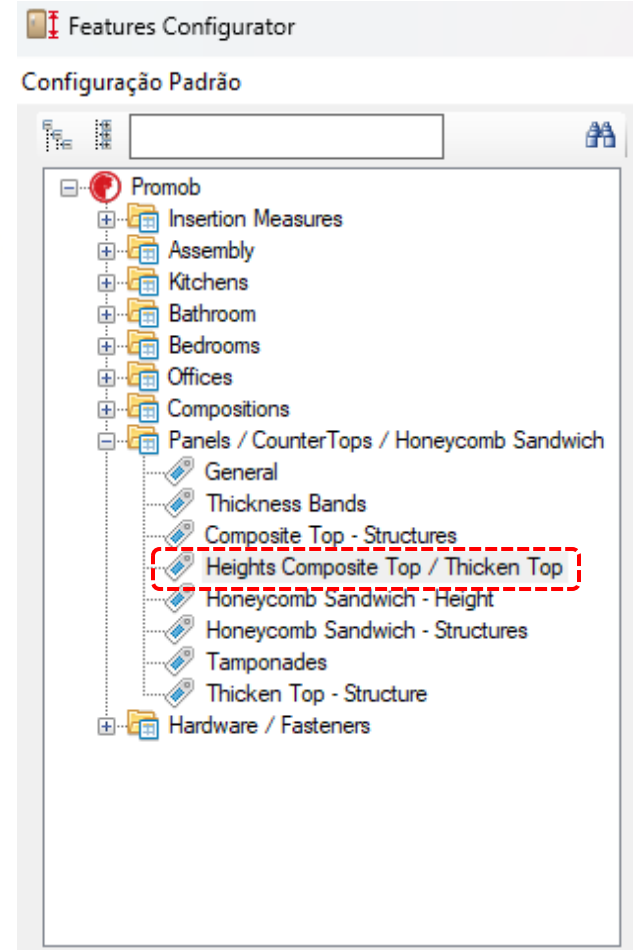 Features Configurator
Configuração Padrão
Promob
Insertion Measures
Assembly
Kitchens
Bathroom
Bedrooms
Offices
Compositions
Panels / CounterTops / Honeycomb Sandwich
General
Thickness Bands
Composite Top - Structures
Heights Composite Top / Thicken Top
Honeycomb Sandwich - Height
Honeycomb Sandwich - Structures
Tamponades
Thicken Top - Structure
Hardware / Fasteners